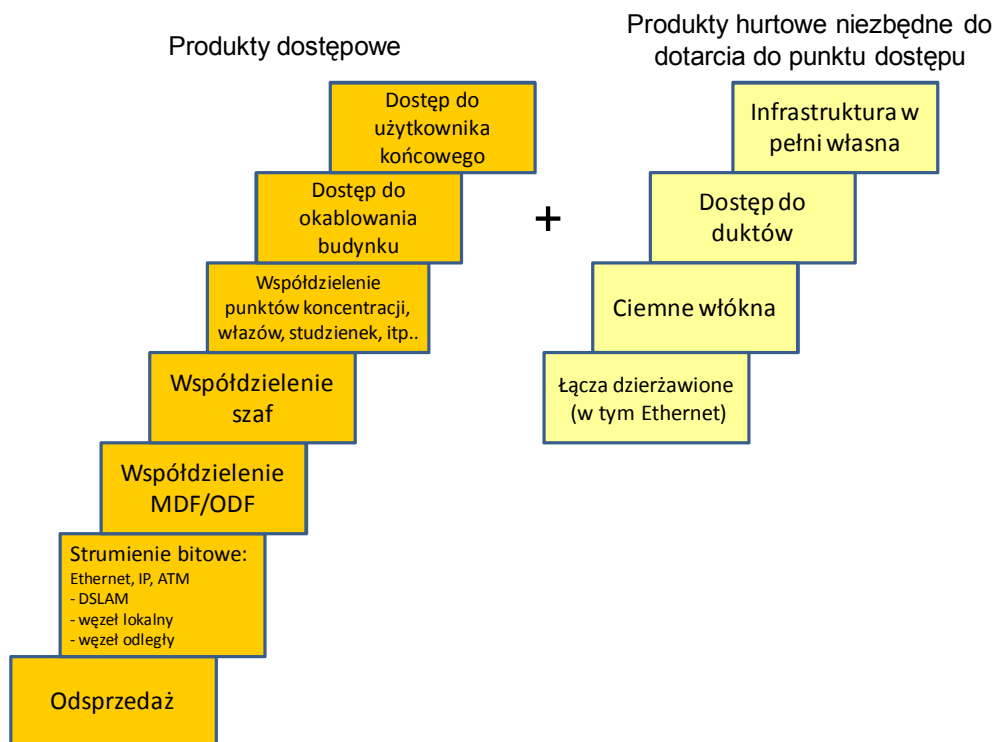 Produkty dostępowe
Produkty hurtowe niezbędne do
dotarcia do punktu dostępu
Dostęp do
użytkownika
końcowego
Dostęp do
okablowania
budynku
Współdzielenie
punktów koncentracji,
włazów, studzienek, itp..
Współdzielenie
szaf
Współdzielenie
MDF/ODF
Strumienie bitowe:
Ethernet, IP, ATM
- DSLAM
- węzeł lokalny
- węzeł odległy
Odsprzedaż
+
Infrastruktura w
pełni własna
Dostęp do
duktów
Ciemne włókna
Łącza dzierżawione
(w tym Ethernet)